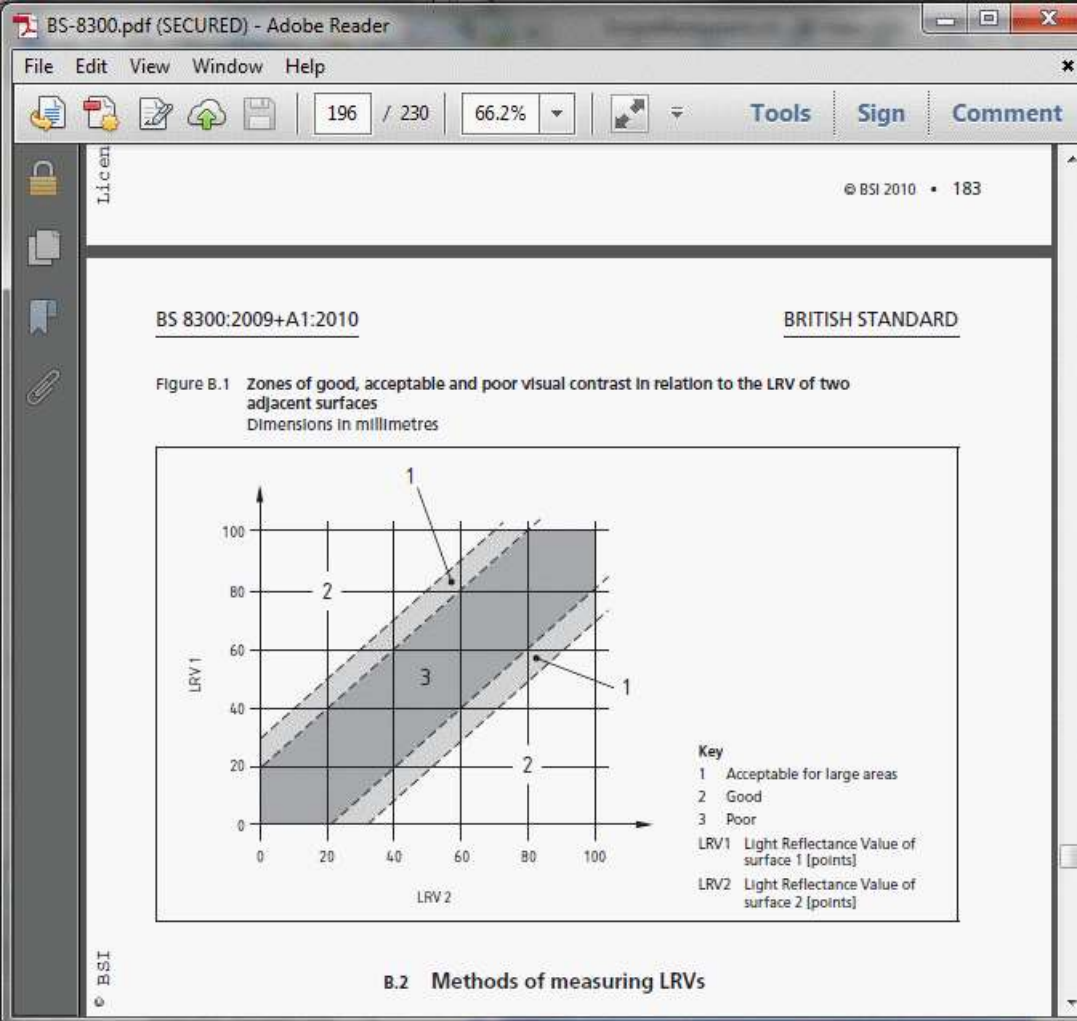 BS-8300.pdf (SECURED) - Adobe Reader
File Edit View Window Help
196 / 230 66.2% Tools Sign Comment
Licen
© BSI 2010 • 183
BS 8300:2009+A1:2010 BRITISH STANDARD
Figure B.1 Zones of good, acceptable and poor visual contrast in relation to the LRV of two
adjacent surfaces
Dimensions in millimetres
1
100
80
2
60
LRV 1
3
1
40
20
2
0
0 20 40 60 80 100
LRV 2
Key
1 Acceptable for large areas
2 Good
3 Poor
LRV1 Light Reflectance Value of
surface 1 [points]
LRV2 Light Reflectance Value of
surface 2 [points]
© BSI
B.2 Methods of measuring LRVs